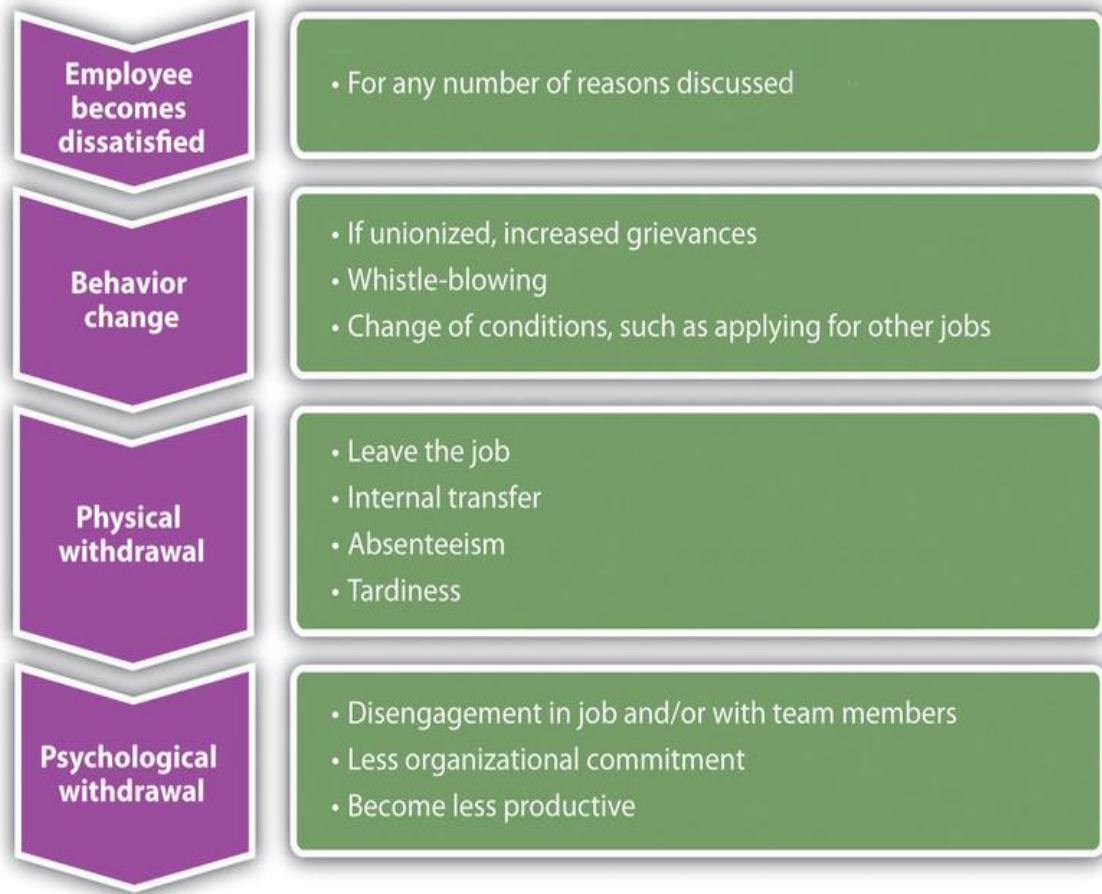 Employee
becomes
dissatisfied
• For any number of reasons discussed
Behavior
change
• If unionized, increased grievances
• Whistle-blowing
• Change of conditions, such as applying for other jobs
Physical
withdrawal
• Leave the job
• Internal transfer
• Absenteeism
• Tardiness
Psychological
withdrawal
• Disengagement in job and/or with team members
• Less organizational commitment
• Become less productive